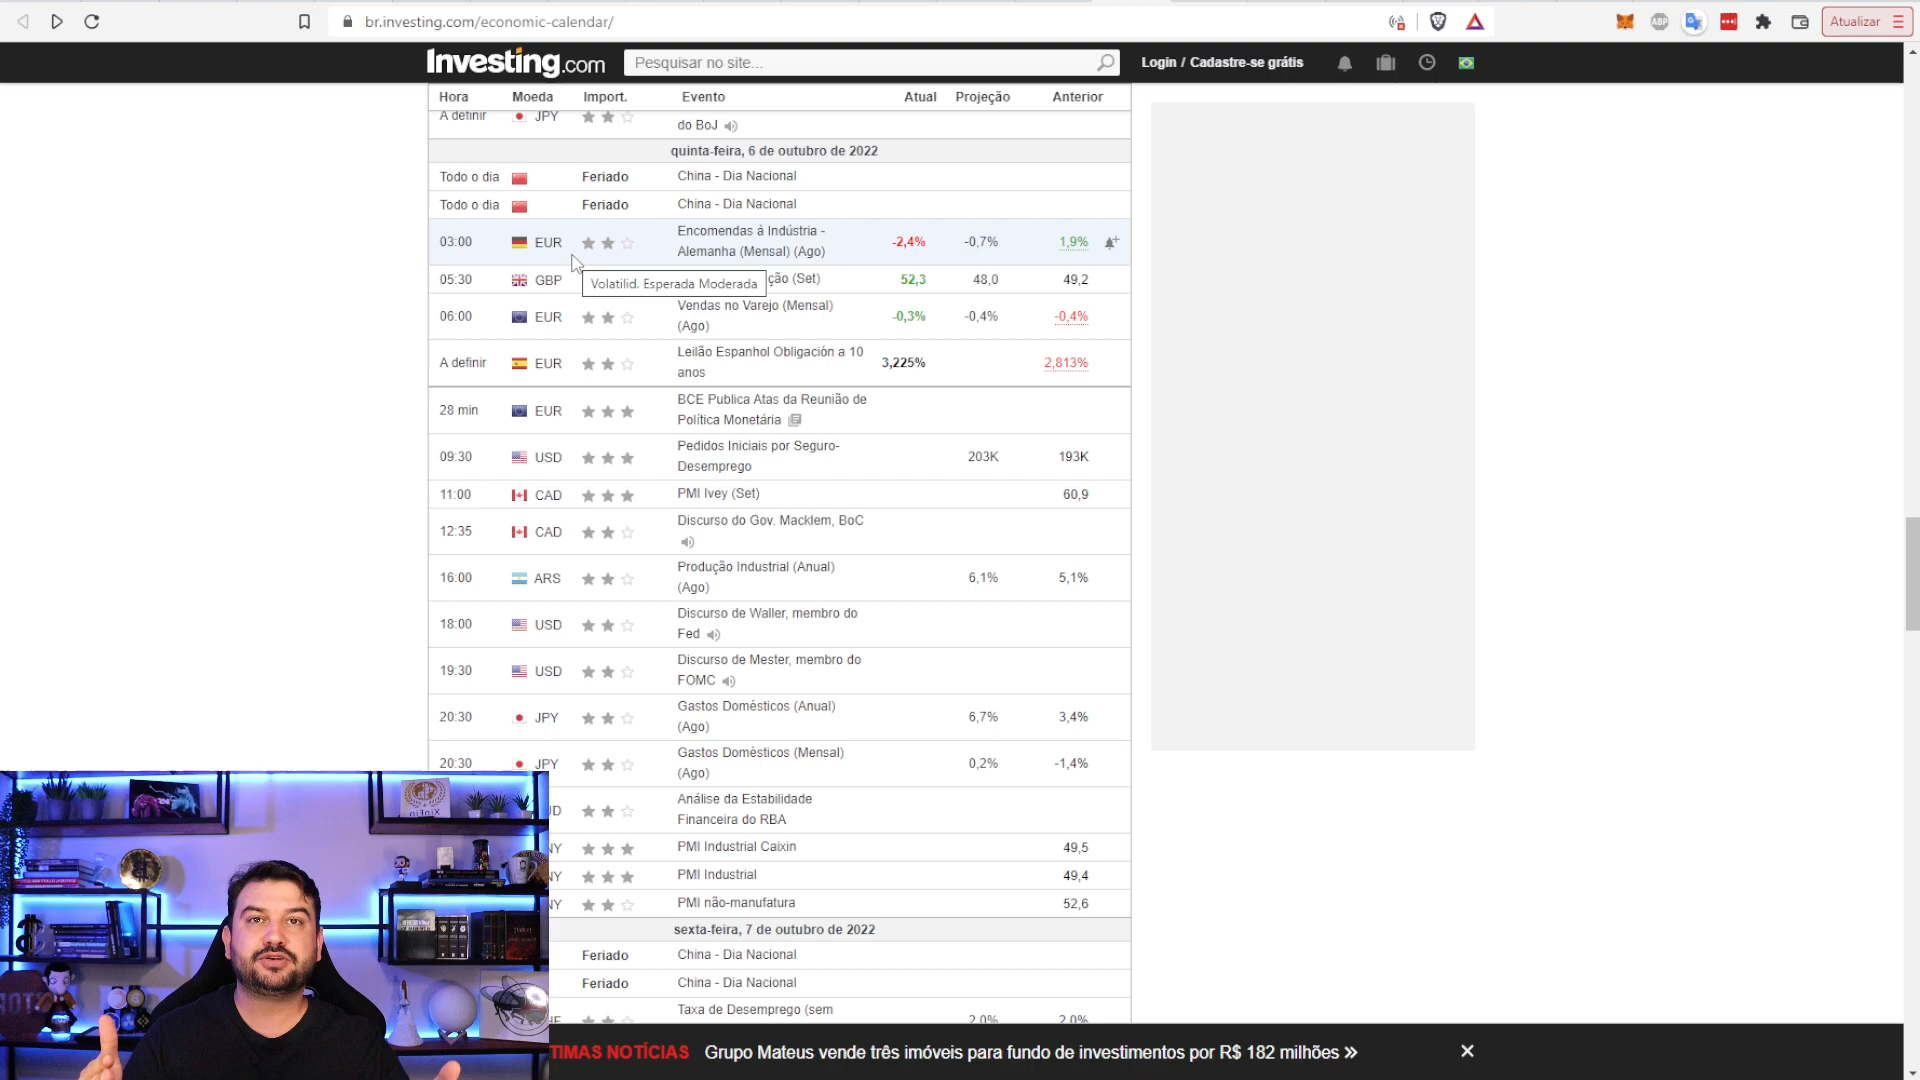 br.investing.com/economic-calendar/
ABP
Atualizar
Investing.com
Pesquisar no site...
Login / Cadastre-se grátis
Hora Moeda Import. Evento Atual Projeção Anterior
A definir JPY do BoJ
quinta-feira, 6 de outubro de 2022
Todo o dia Feriado China - Dia Nacional
Todo o dia Feriado China - Dia Nacional
03:00 EUR Encomendas à Indústria - -2,4% -0,7% 1,9%
Alemanha (Mensal) (Ago)
05:30 GBP ção (Set) 52,3 48,0 49,2
Volatilid. Esperada Moderada
06:00 EUR Vendas no Varejo (Mensal) -0,3% -0,4% -0,4%
(Ago)
A definir EUR Leilão Espanhol Obligación a 10 3,225% 2,813%
anos
28 min EUR BCE Publica Atas da Reunião de
Política Monetária
09:30 USD Pedidos Iniciais por Seguro- 203K 193K
Desemprego
11:00 CAD PMI Ivey (Set) 60,9
12:35 CAD Discurso do Gov. Macklem, BoC
16:00 ARS Produção Industrial (Anual) 6,1% 5,1%
(Ago)
18:00 USD Discurso de Waller, membro do
Fed
19:30 USD Discurso de Mester, membro do
FOMC
20:30 JPY Gastos Domésticos (Anual) 6,7% 3,4%
(Ago)
20:30 JPY Gastos Domésticos (Mensal) 0,2% -1,4%
(Ago)
Análise da Estabilidade
Financeira do RBA
NY PMI Industrial Caixin 49,5
NY PMI Industrial 49,4
NY PMI não-manufatura 52,6
sexta-feira, 7 de outubro de 2022
Feriado China - Dia Nacional
Feriado China - Dia Nacional
Taxa de Desemprego (sem 2,0% 2,0%
TIMAS NOTÍCIAS Grupo Mateus vende três imóveis para fundo de investimentos por R$ 182 milhões »